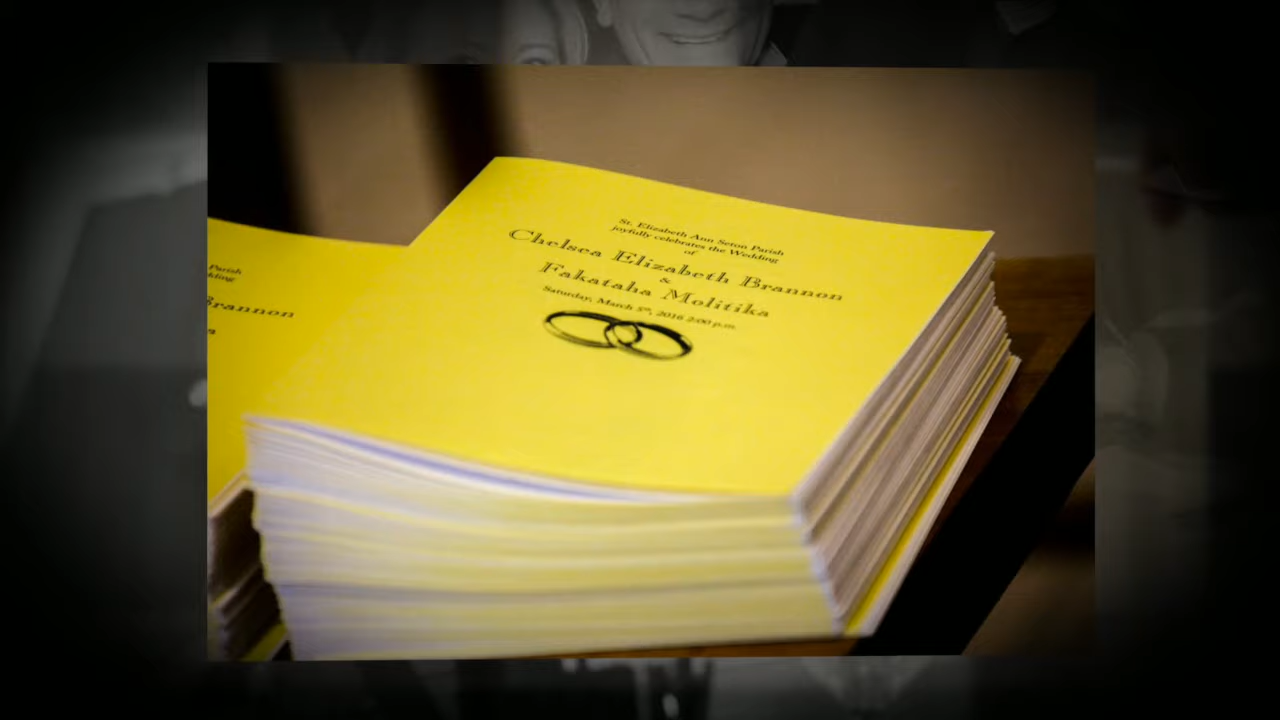 St. Elizabeth Ann Seton Parish
joyfully celebrates the Wedding
of
Chelsea Elizabeth Brannon
&
Fakataha Molitika
Saturday, March 5th, 2016 2:00 p.m.
Parish
Brannon